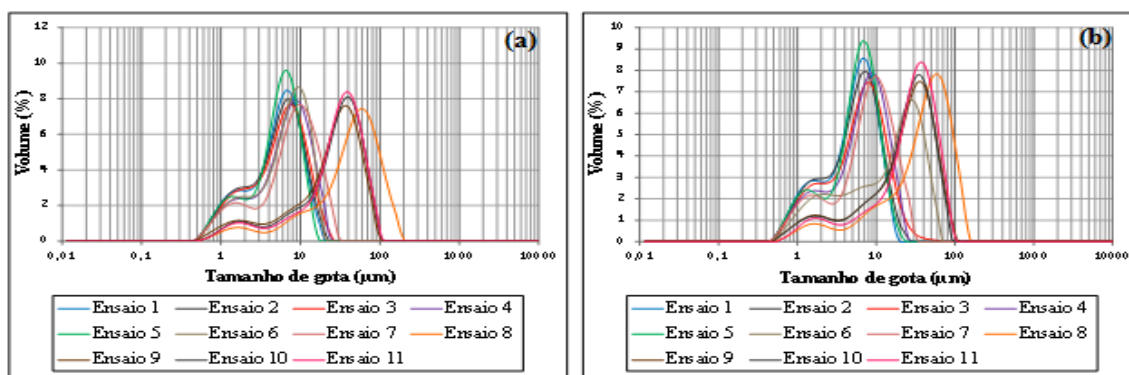 (a)
Volume (%)
12
10
8
6
4
2
0
0,01 0,1 1 10 100 1000 10000
Tamanho de gota (µm)
Ensaio 1 Ensaio 2 Ensaio 3 Ensaio 4
Ensaio 5 Ensaio 6 Ensaio 7 Ensaio 8
Ensaio 9 Ensaio 10 Ensaio 11
(b)
Volume (%)
10
9
8
7
6
5
4
3
2
1
0
0,01 0,1 1 10 100 1000 10000
Tamanho de gota (µm)
Ensaio 1 Ensaio 2 Ensaio 3 Ensaio 4
Ensaio 5 Ensaio 6 Ensaio 7 Ensaio 8
Ensaio 9 Ensaio 10 Ensaio 11